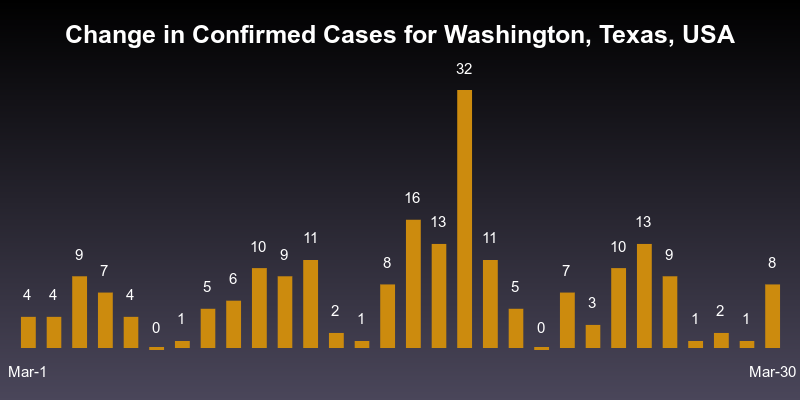 Change in Confirmed Cases for Washington, Texas, USA
4 4 9 7 4 0 1 5 6 10 9 11 2 1 8 16 13 32 11 5 0 7 3 10 13 9 1 2 1 8
Mar-1 Mar-30